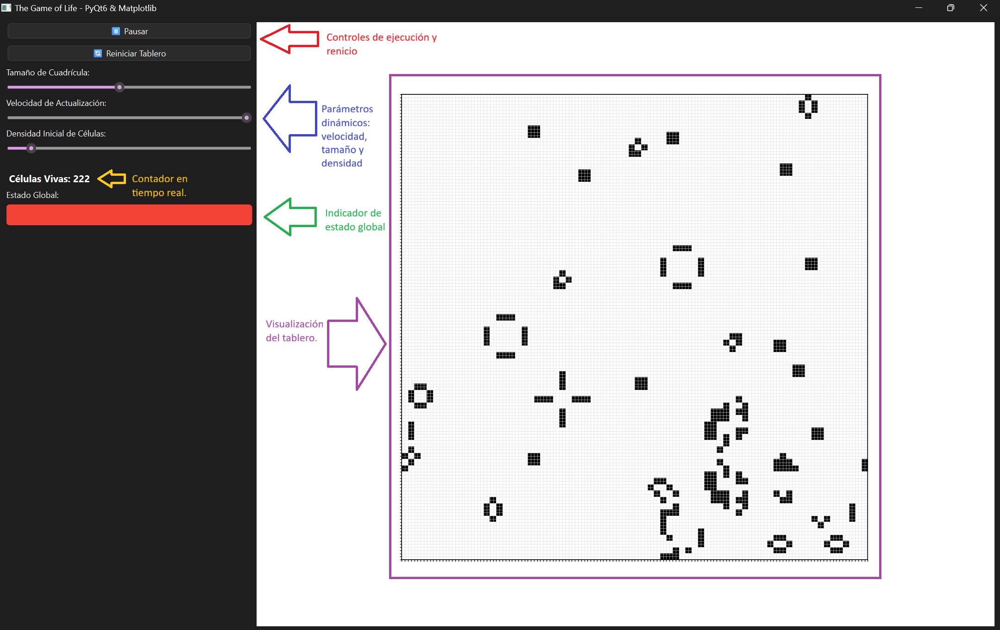 The Game of Life - PyQt6 & Matplotlib
Pausar
Reiniciar Tablero
Tamaño de Cuadrícula:
Velocidad de Actualización:
Densidad Inicial de Células:
Células Vivas: 222
Estado Global:
Controles de ejecución y
renicio
Parámetros
dinámicos:
velocidad,
tamaño y
densidad
Contador en
tiempo real.
Indicador de
estado global
Visualización
del tablero.